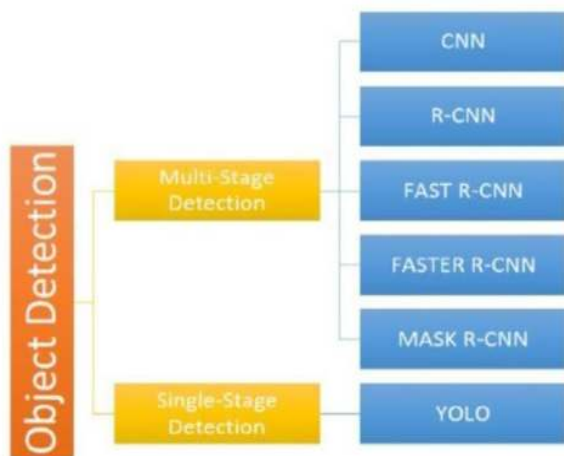 Object Detection
Multi-Stage
Detection
Single-Stage
Detection
CNN
R-CNN
FAST R-CNN
FASTER R-CNN
MASK R-CNN
YOLO